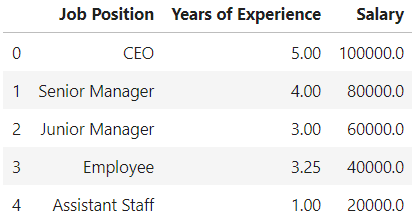 Job Position Years of Experience Salary
0 CEO 5.00 100000.0
1 Senior Manager 4.00 80000.0
2 Junior Manager 3.00 60000.0
3 Employee 3.25 40000.0
4 Assistant Staff 1.00 20000.0